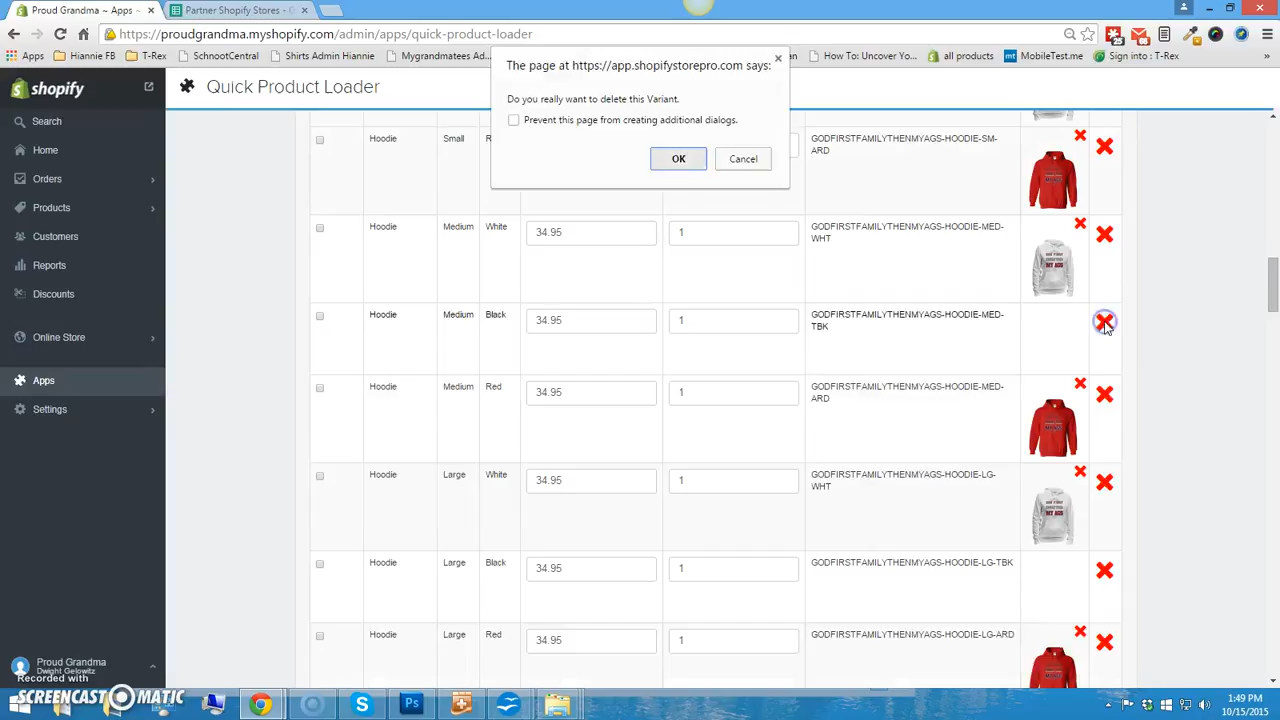 Proud Grandma ~ Apps ~
Partner Shopify Stores - G
https://proudgrandma.myshopify.com/admin/apps/quick-product-loader
Apps
Hiannie FB
T-Rex
SchnootCentral
Shirts Admin Hiannie
Mygrandmatees Ad
How To: Uncover Yo
all products
mt MobileTest.me
Sign into : T-Rex
shopify
Search
Home
Orders
Products
Customers
Reports
Discounts
Online Store
Apps
Settings
Proud Grandma
Dwight Gelowitz
Recorded with
SCREENCAST MATIC
Quick Product Loader
The page at https://app.shopifystorepro.com says:
Do you really want to delete this Variant.
Prevent this page from creating additional dialogs.
OK
Cancel
Hoodie Small R GODFIRSTFAMILYTHENMYAGS-HOODIE-SM-
ARD
Hoodie Medium White 34.95 1 GODFIRSTFAMILYTHENMYAGS-HOODIE-MED-
WHT
Hoodie Medium Black 34.95 1 GODFIRSTFAMILYTHENMYAGS-HOODIE-MED-
TBK
Hoodie Medium Red 34.95 1 GODFIRSTFAMILYTHENMYAGS-HOODIE-MED-
ARD
Hoodie Large White 34.95 1 GODFIRSTFAMILYTHENMYAGS-HOODIE-LG-
WHT
Hoodie Large Black 34.95 1 GODFIRSTFAMILYTHENMYAGS-HOODIE-LG-TBK
Hoodie Large Red 34.95 1 GODFIRSTFAMILYTHENMYAGS-HOODIE-LG-ARD
1:49 PM
10/15/2015